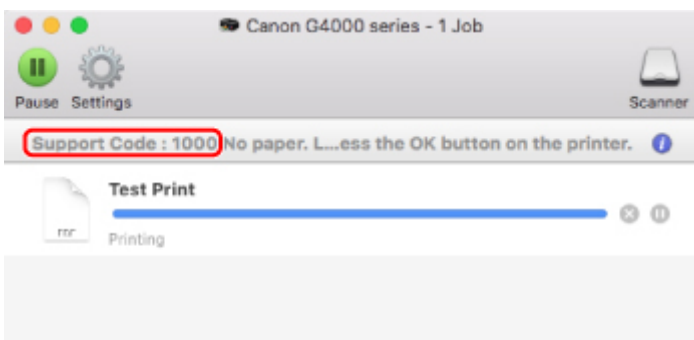 Canon G4000 series - 1 Job
Pause Settings Scanner
Support Code : 1000 No paper. L...ess the OK button on the printer.
Test Print
Printing